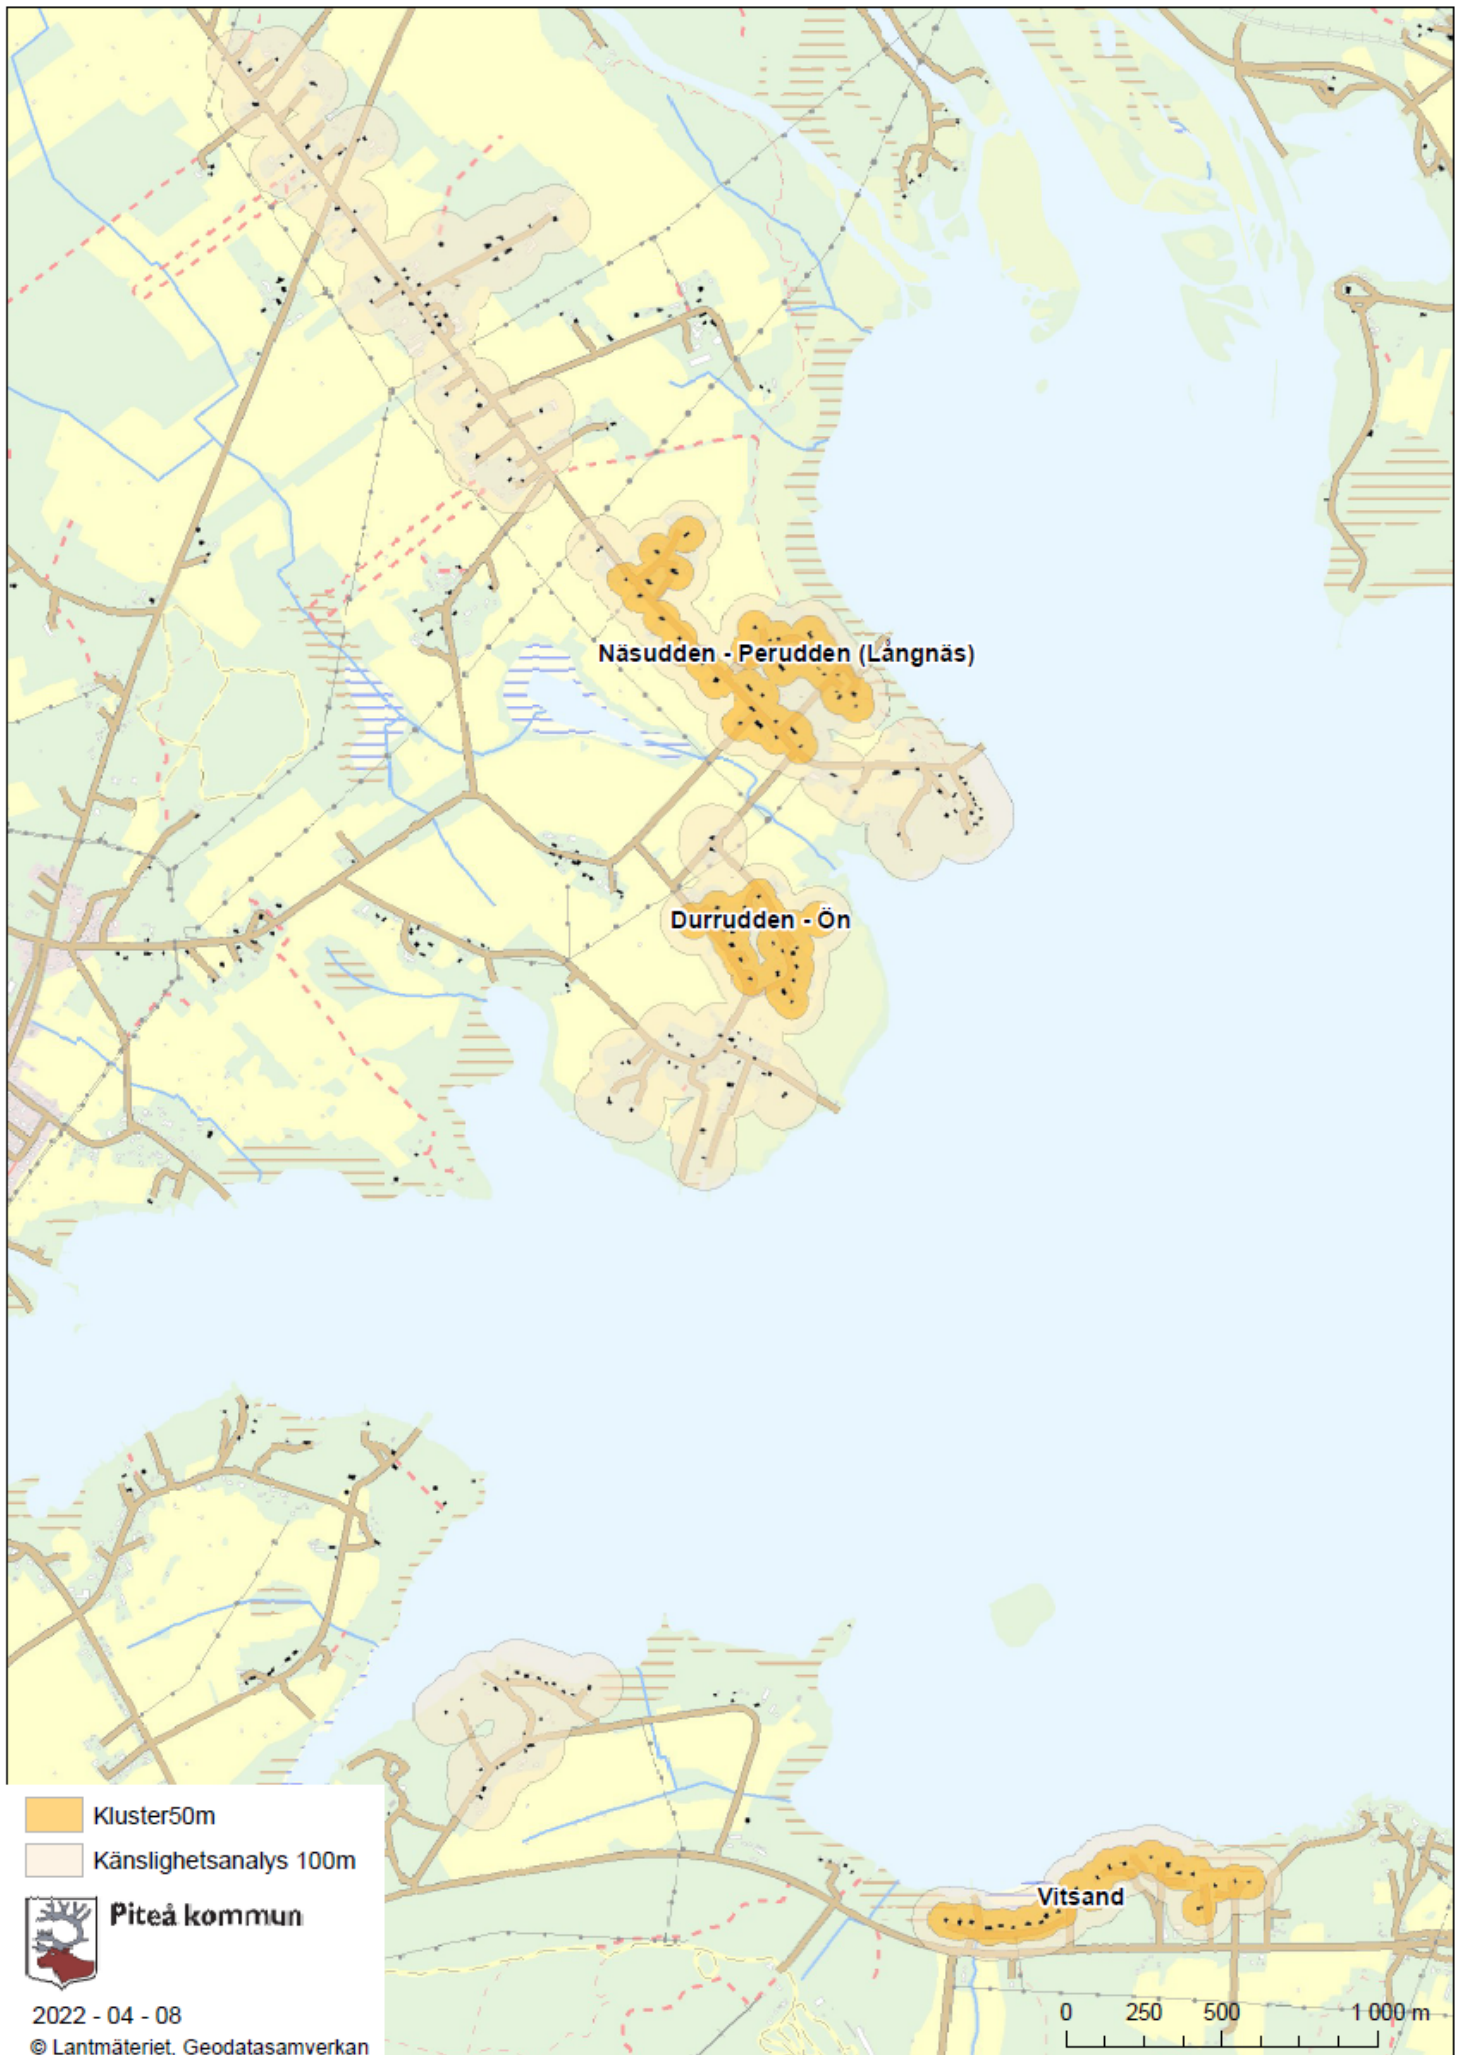 Näsudden - Perudden (Långnäs)
Durrudden - Ön
Vitsand
Kluster50m
Känslighetsanalys 100m
Piteå kommun
2022 - 04 - 08
© Lantmäteriet, Geodatasamverkan
0 250 500 1 000 m